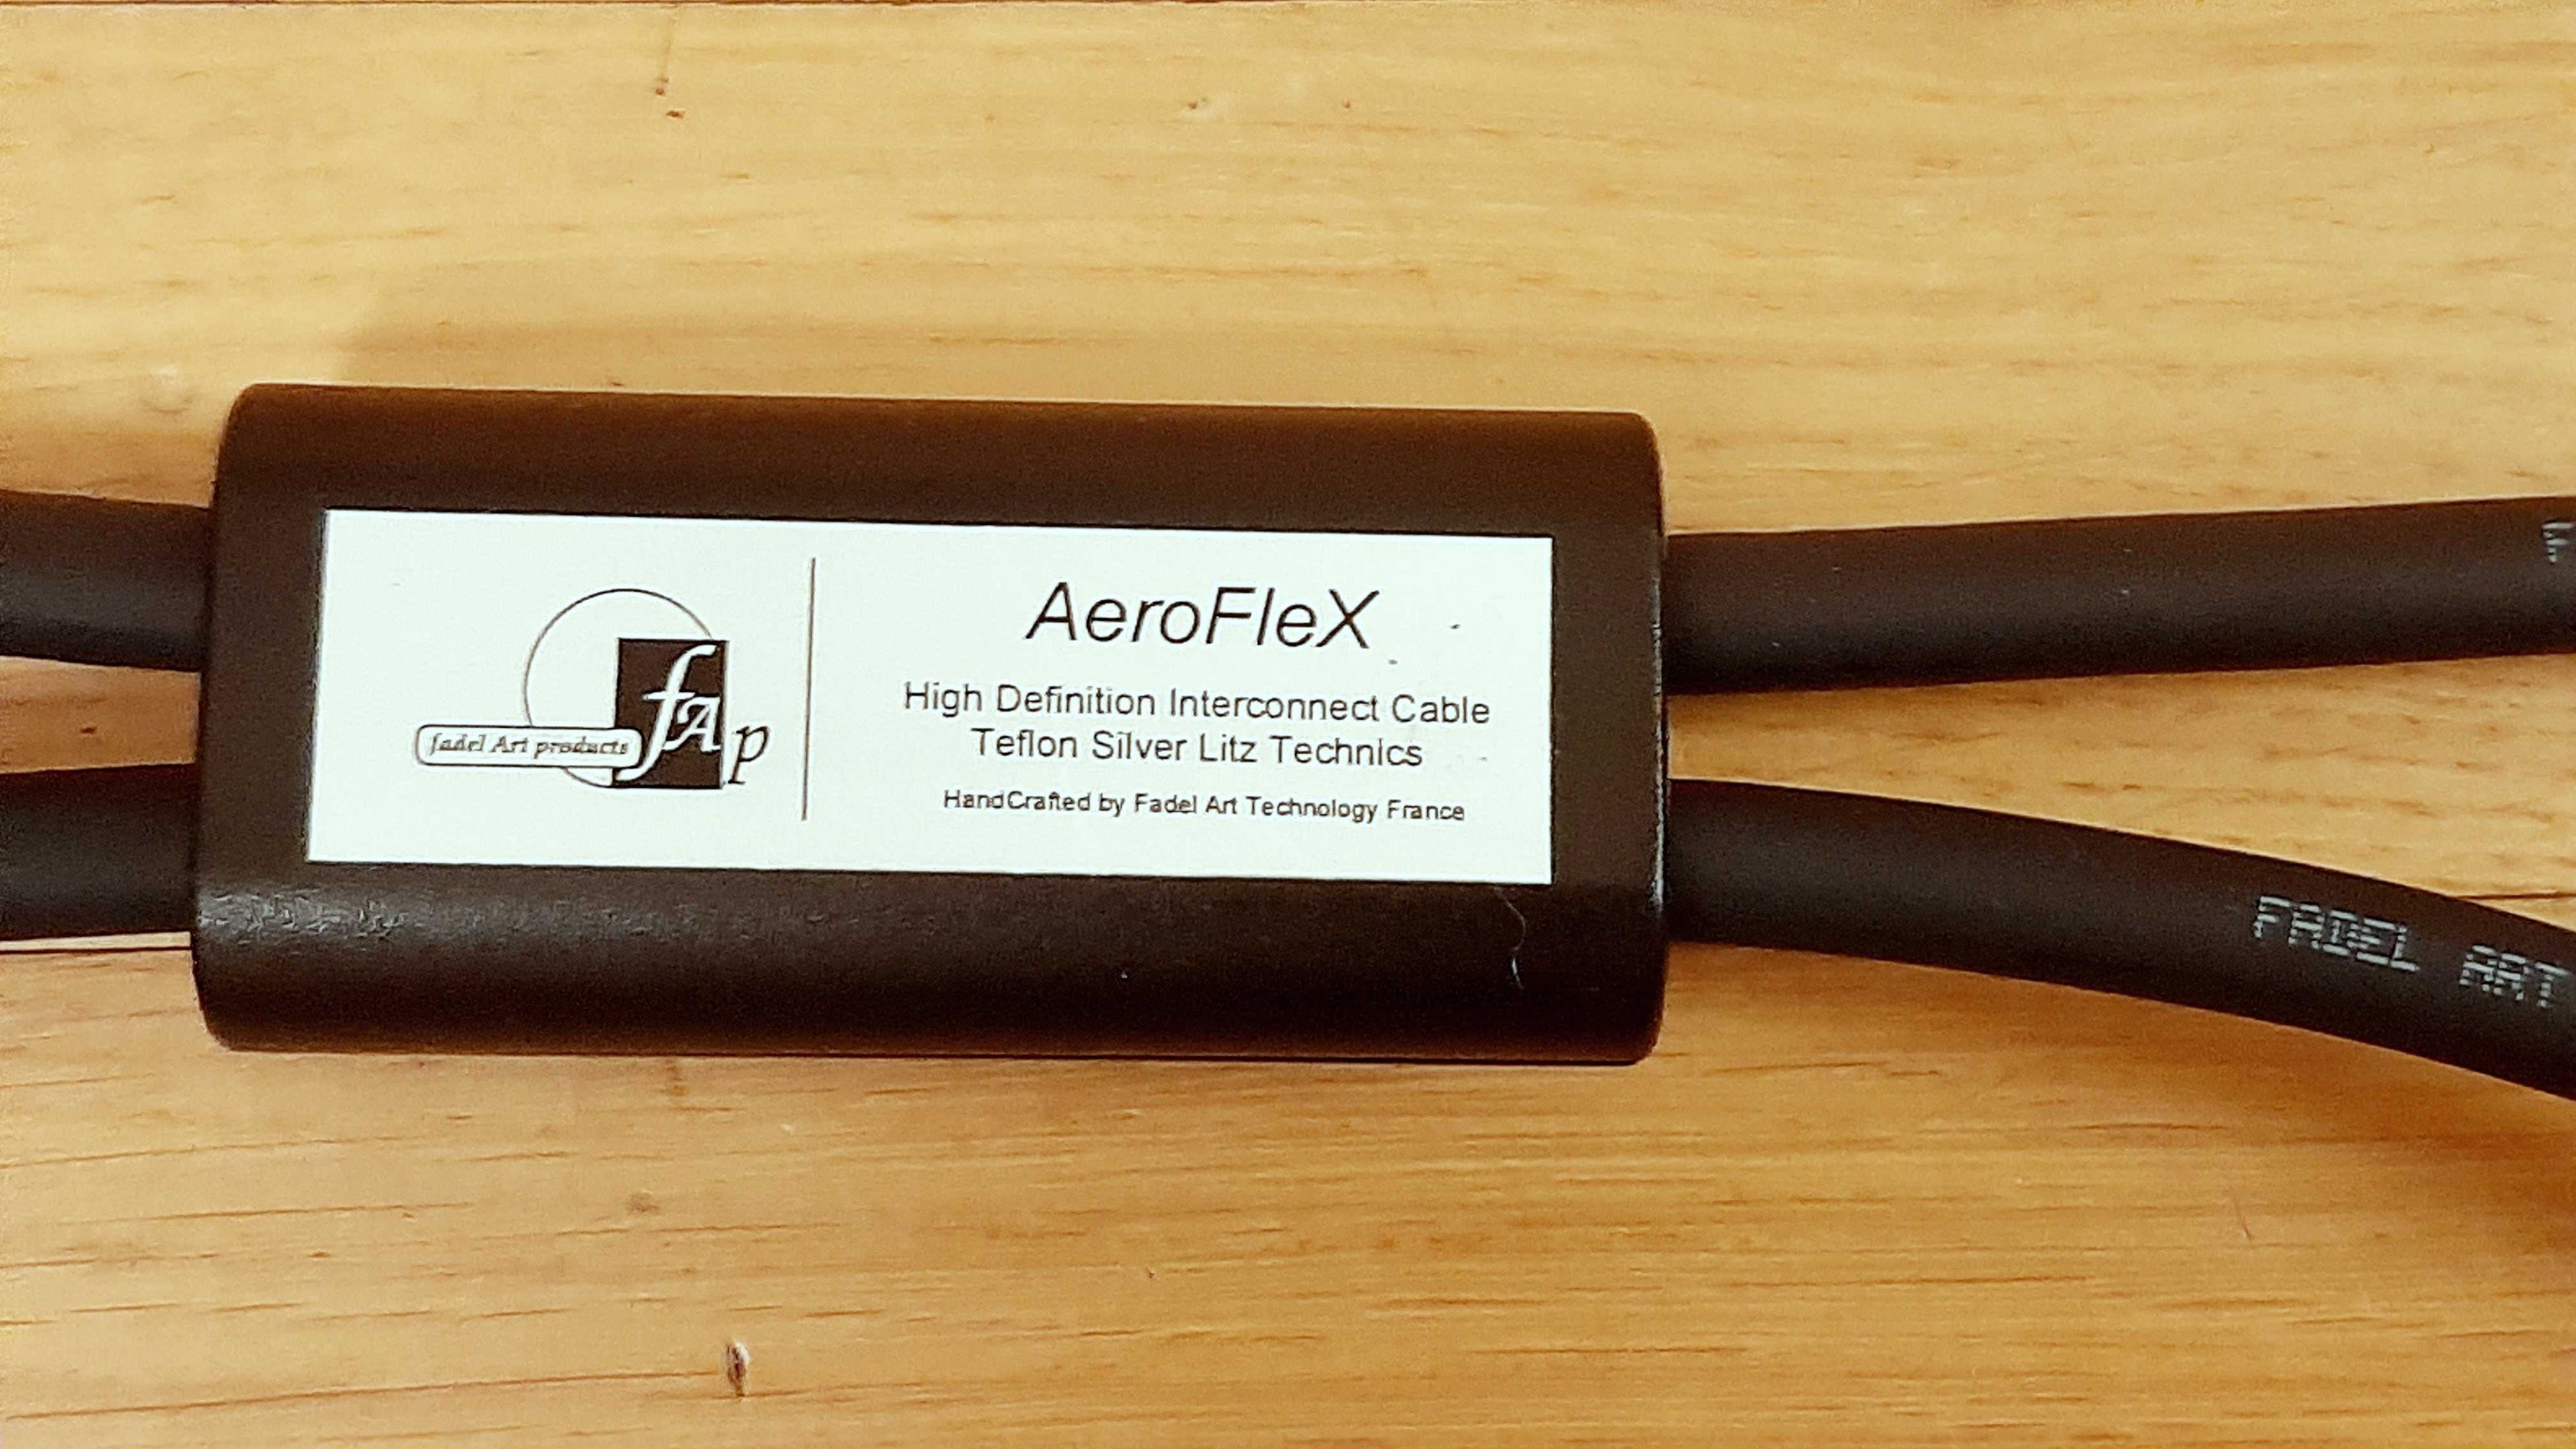 fAp
fadel Art products
AeroFleX
High Definition Interconnect Cable
Teflon Silver Litz Technics
HandCrafted by Fadel Art Technology France
FADEL ART